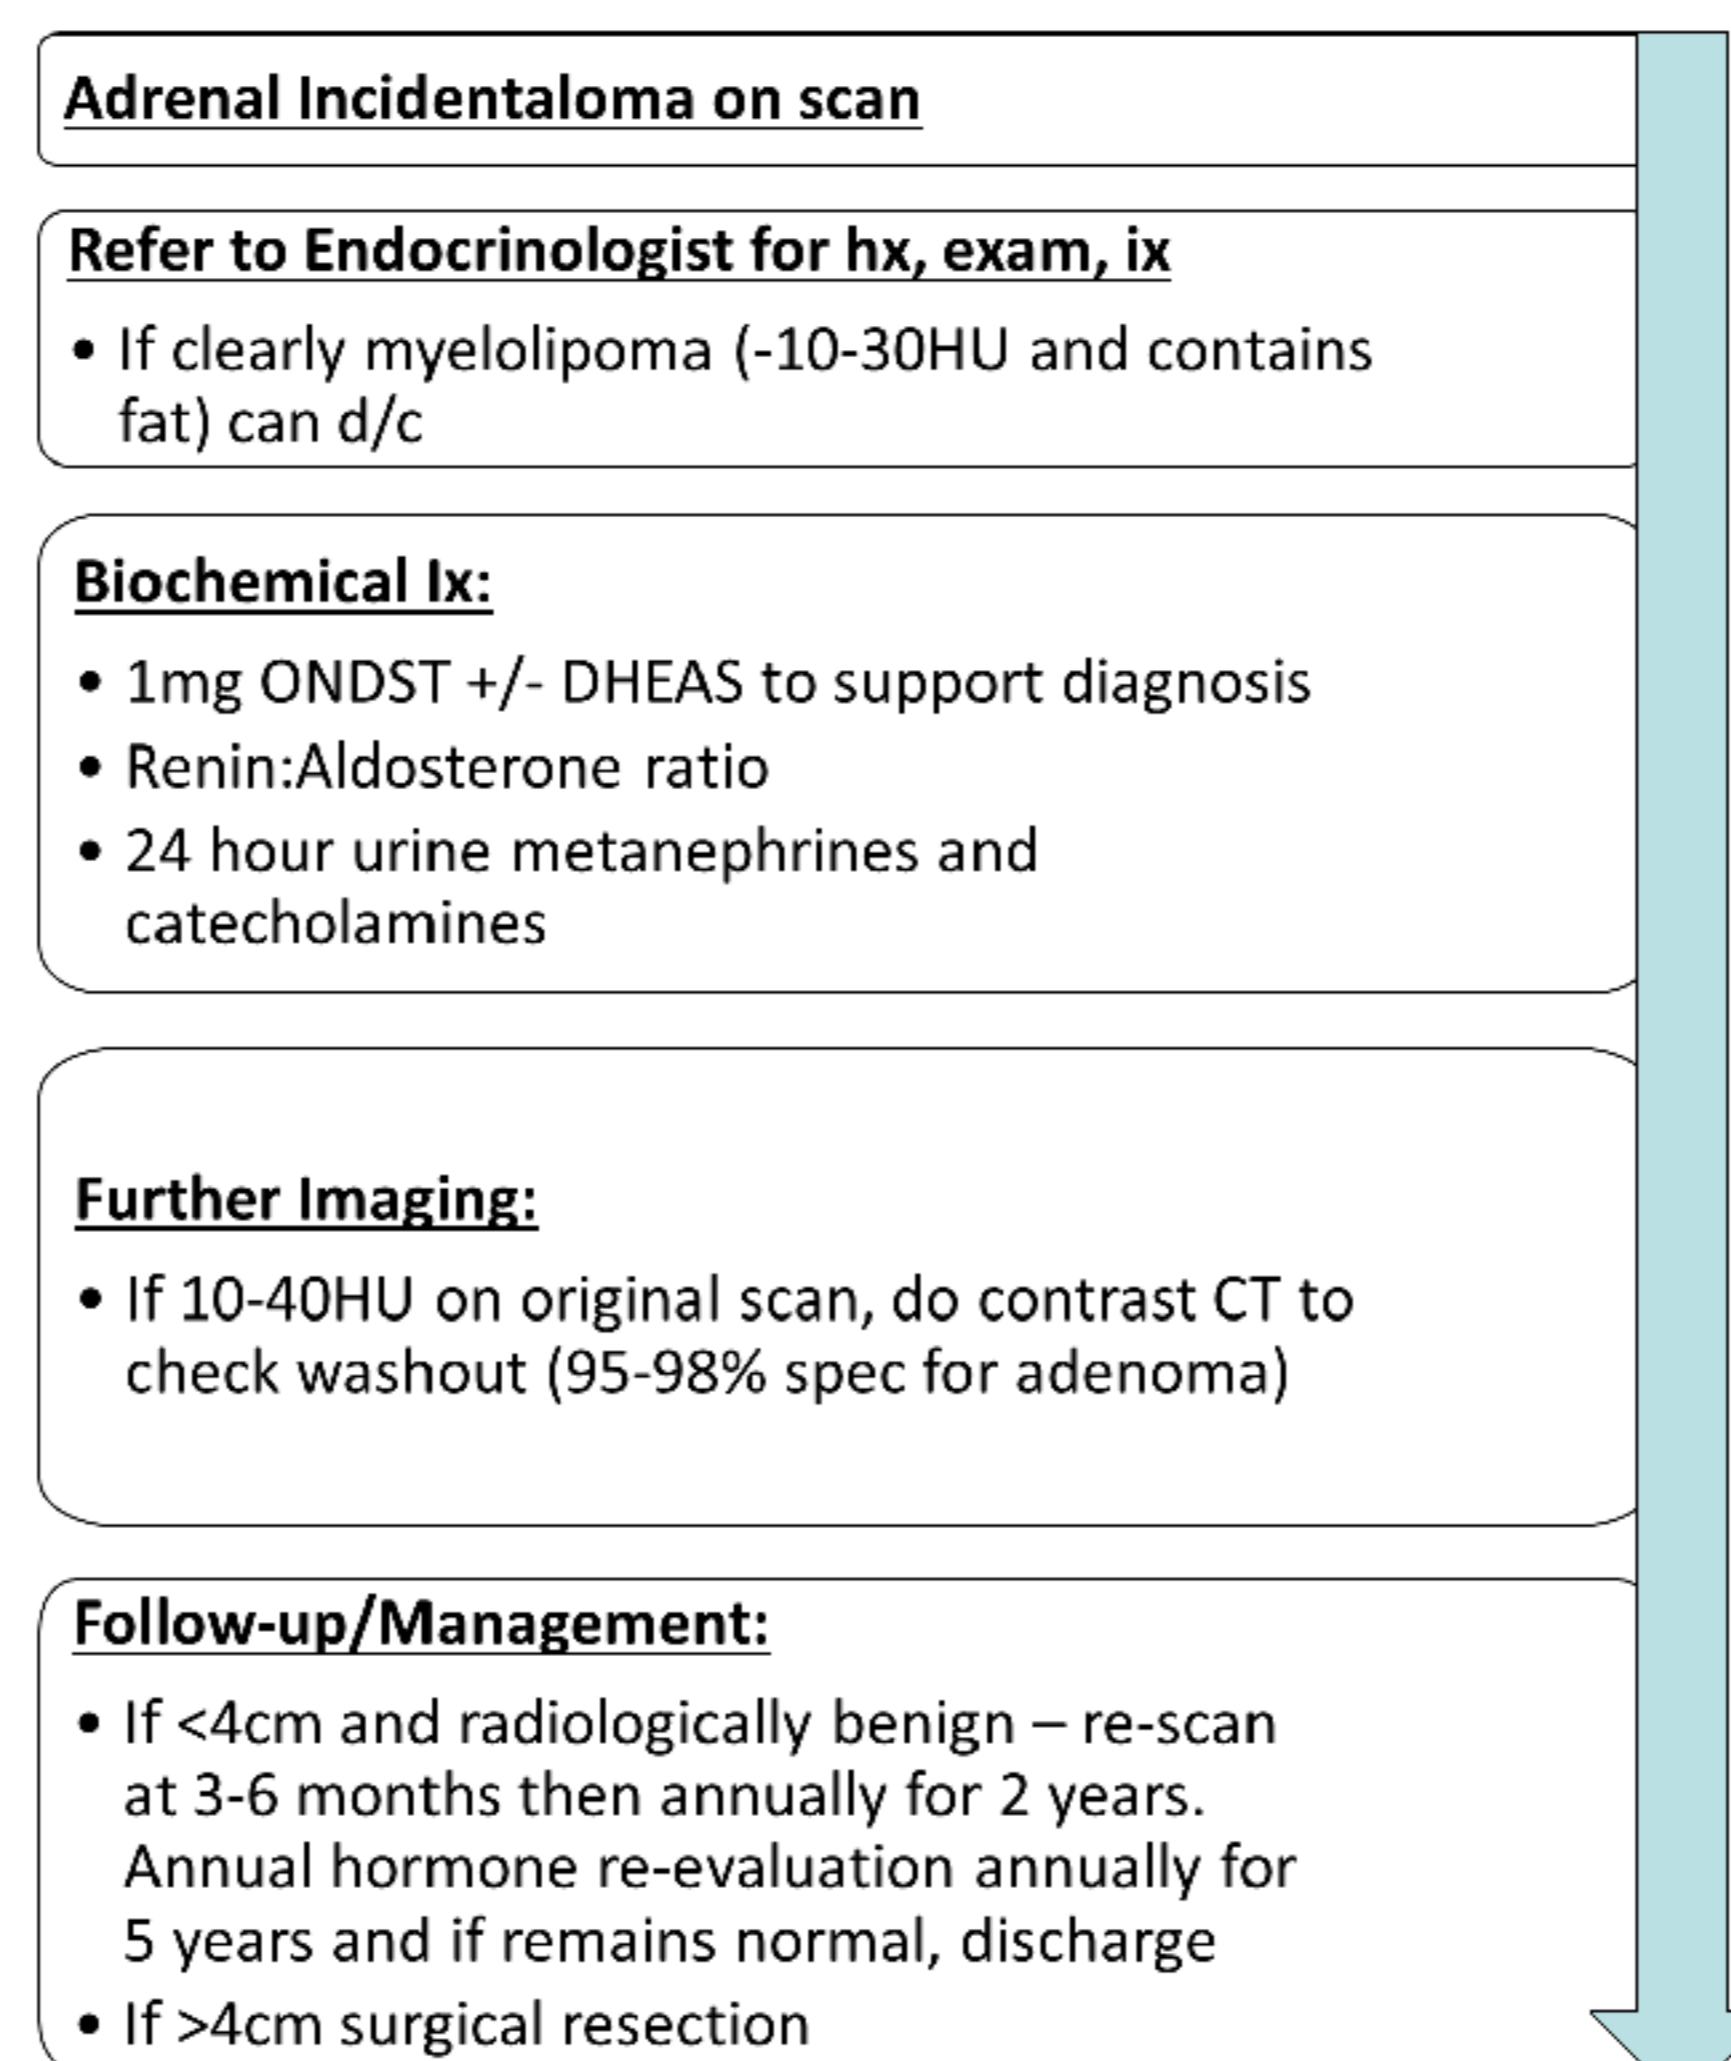 Adrenal Incidentaloma on scan
Refer to Endocrinologist for hx, exam, ix
• If clearly myelolipoma (-10-30HU and contains
fat) can d/c
Biochemical Ix:
• 1mg ONDST +/- DHEAS to support diagnosis
• Renin:Aldosterone ratio
• 24 hour urine metanephrines and
catecholamines
Further Imaging:
• If 10-40HU on original scan, do contrast CT to
check washout (95-98% spec for adenoma)
Follow-up/Management:
• If <4cm and radiologically benign – re-scan
at 3-6 months then annually for 2 years.
Annual hormone re-evaluation annually for
5 years and if remains normal, discharge
• If >4cm surgical resection